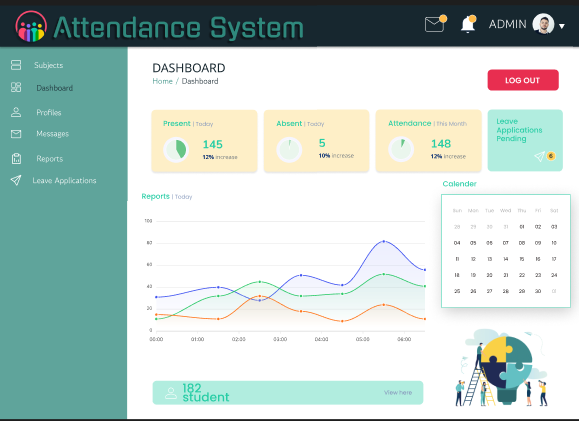 Attendance System
ADMIN
Subjects
Dashboard
Profiles
Messages
Reports
Leave Applications
DASHBOARD
Home / Dashboard
LOG OUT
Present | Today
145
12% increase
Absent | Today
5
10% increase
Attendance | This Month
148
12% increase
Leave
Applications
Pending
6
Reports | Today
100
80
60
40
20
0
00:00 01:00 02:00 03:00 04:00 05:00 06:00
Calender
Sun Mon Tue Wed Thu Fri Sat
28 29 30 31 01 02 03
04 05 06 07 08 09 10
11 12 13 14 15 16 17
18 19 20 21 22 23 24
25 26 27 28 29 30
182
student
View here